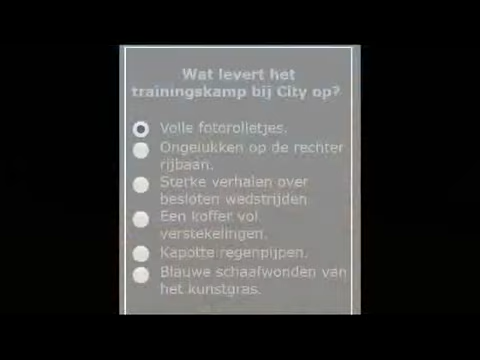 Wat levert het
trainingskamp bij City op?
Volle fotorolletjes.
Ongelukken op de rechter
rijbaan.
Sterke verhalen over
besloten wedstrijden
Een koffer vol
verstekelingen.
Kapotte regenpijpen.
Blauwe schaafwonden van
het kunstgras.